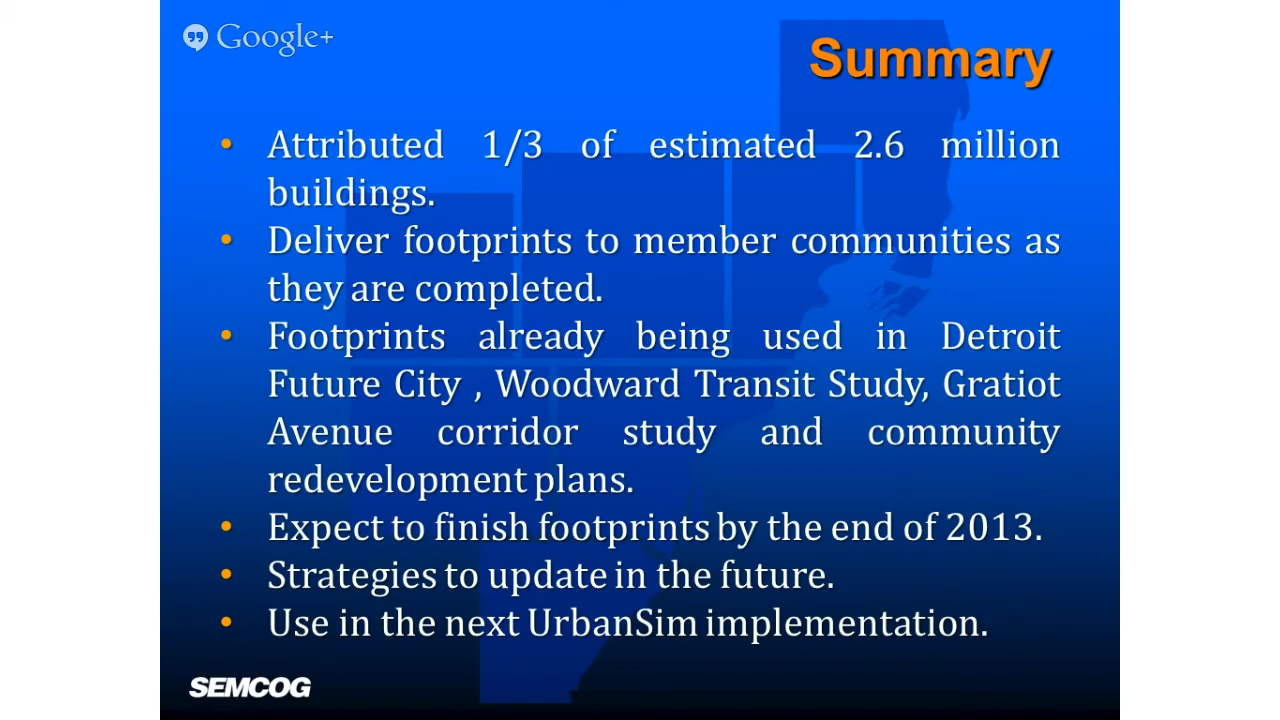 Google+
Summary
• Attributed 1/3 of estimated 2.6 million
buildings.
• Deliver footprints to member communities as
they are completed.
• Footprints already being used in Detroit
Future City , Woodward Transit Study, Gratiot
Avenue corridor study and community
redevelopment plans.
• Expect to finish footprints by the end of 2013.
• Strategies to update in the future.
• Use in the next UrbanSim implementation.
SEMCOG